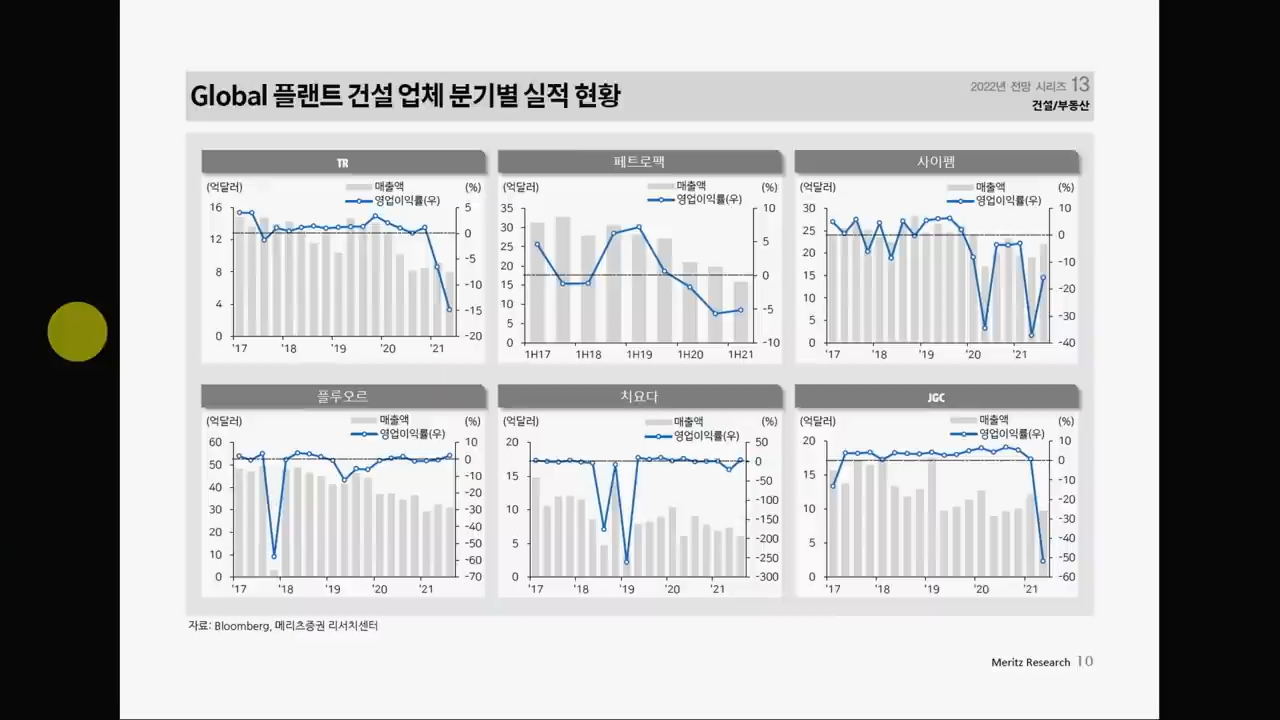 Global 플랜트 건설 업체 분기별 실적 현황
2022년 전망 시리즈 13
건설/부동산
TR
(억달러) 매출액 (%)
영업이익률(우)
16 12 8 4 0
5 0 -5 -10 -15 -20
'17 '18 '19 '20 '21
페트로팩
(억달러) 매출액 (%)
영업이익률(우)
35 30 25 20 15 10 5 0
10 5 0 -5 -10
1H17 1H18 1H19 1H20 1H21
사이펨
(억달러) 매출액 (%)
영업이익률(우)
30 25 20 15 10 5 0
10 0 -10 -20 -30 -40
'17 '18 '19 '20 '21
플루오르
(억달러) 매출액 (%)
영업이익률(우)
60 50 40 30 20 10 0
10 0 -10 -20 -30 -40 -50 -60 -70
'17 '18 '19 '20 '21
치요다
(억달러) 매출액 (%)
영업이익률(우)
20 15 10 5 0
50 0 -50 -100 -150 -200 -250 -300
'17 '18 '19 '20 '21
JGC
(억달러) 매출액 (%)
영업이익률(우)
20 15 10 5 0
10 0 -10 -20 -30 -40 -50 -60
'17 '18 '19 '20 '21
자료: Bloomberg, 메리츠증권 리서치센터
Meritz Research 10